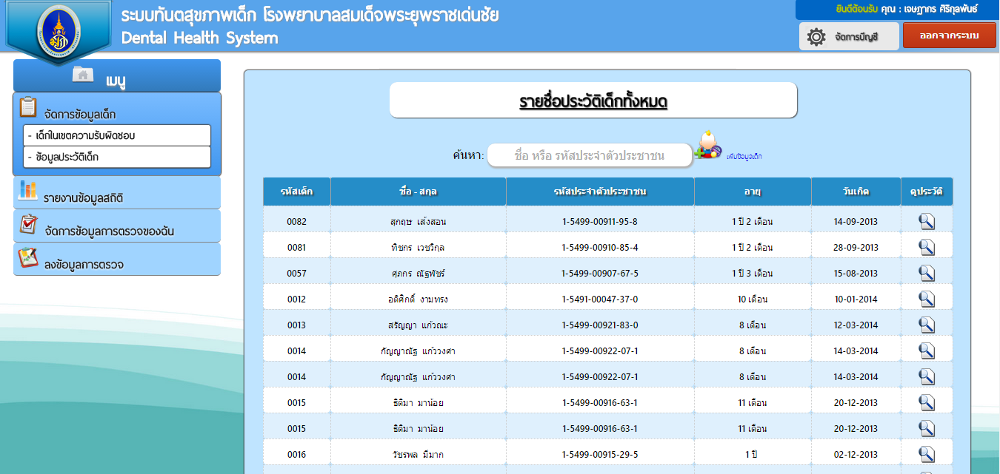 ระบบทันตสุขภาพเด็ก โรงพยาบาลสมเด็จพระยุพราชเด่นชัย
Dental Health System
ยินดีต้อนรับ คุณ : เจษฎากร ศิริกุลพันธ์
จัดการบัญชี
ออกจากระบบ
เมนู
จัดการข้อมูลเด็ก
- เด็กในเขตความรับผิดชอบ
- ข้อมูลประวัติเด็ก
รายงานข้อมูลสถิติ
จัดการข้อมูลการตรวจของฉัน
ลงข้อมูลการตรวจ
รายชื่อประวัติเด็กทั้งหมด
ค้นหา: ชื่อ หรือ รหัสประจำตัวประชาชน เพิ่มข้อมูลเด็ก
รหัสเด็ก ชื่อ - สกุล รหัสประจำตัวประชาชน อายุ วันเกิด ดูประวัติ
0082 สุกฤษ เส้งสอน 1-5499-00911-95-8 1 ปี 2 เดือน 14-09-2013
0081 ทิชกร เวชวิกุล 1-5499-00910-85-4 1 ปี 2 เดือน 28-09-2013
0057 ศุภกร ณัฐพัชร์ 1-5499-00907-67-5 1 ปี 3 เดือน 15-08-2013
0012 อดิศักดิ์ งามทรง 1-5491-00047-37-0 10 เดือน 10-01-2014
0013 สรัญญา แก้วณะ 1-5499-00921-83-0 8 เดือน 12-03-2014
0014 กัญญาณัฐ แก้ววงศา 1-5499-00922-07-1 8 เดือน 14-03-2014
0014 กัญญาณัฐ แก้ววงศา 1-5499-00922-07-1 8 เดือน 14-03-2014
0015 ธิติมา มาน้อย 1-5499-00916-63-1 11 เดือน 20-12-2013
0015 ธิติมา มาน้อย 1-5499-00916-63-1 11 เดือน 20-12-2013
0016 วัชรพล มีมาก 1-5499-00915-29-5 1 ปี 02-12-2013